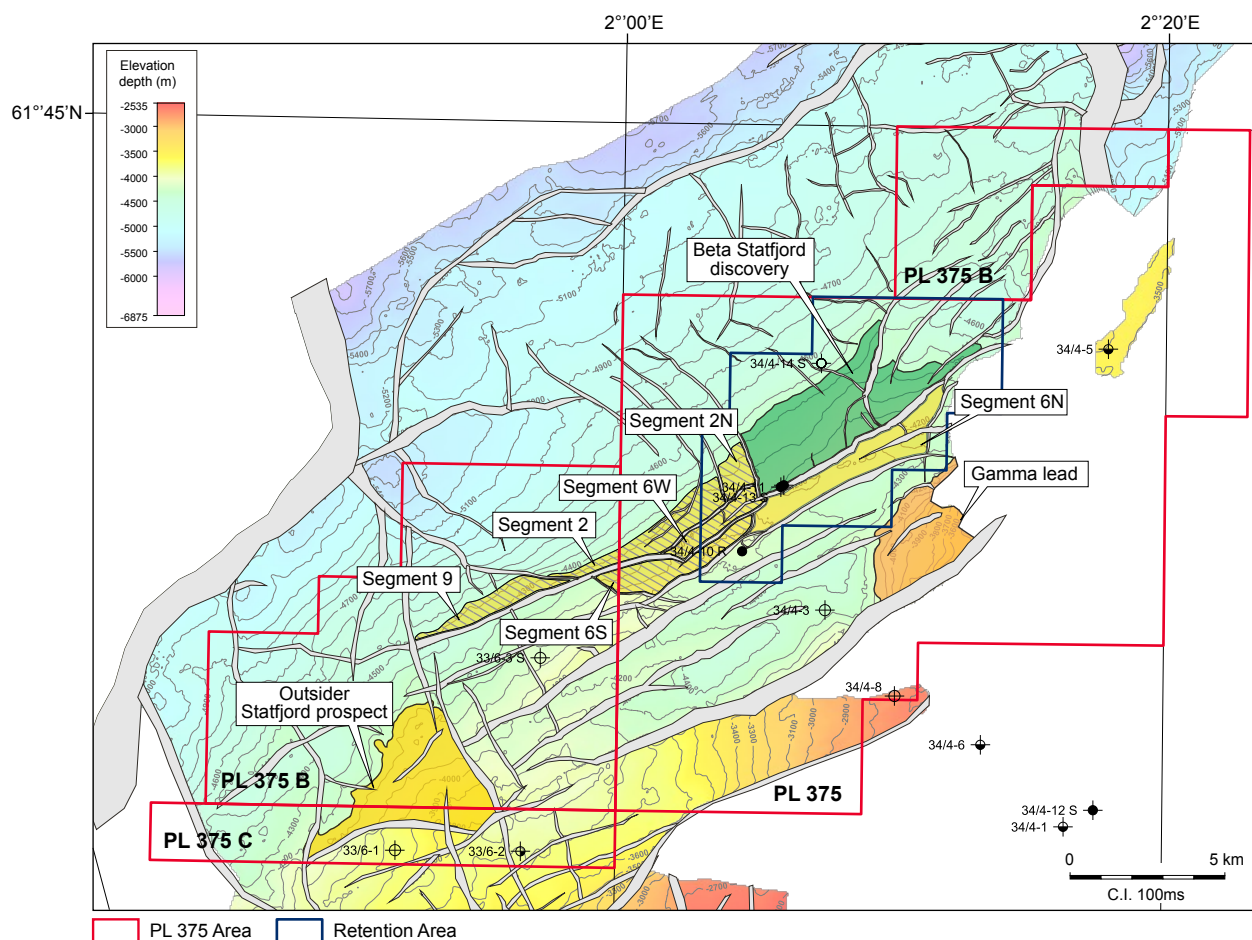 2°00'E
2°20'E
61°°45'N
Elevation
depth (m)
-2535
-3000
-3500
-4000
-4500
-5000
-5500
-6000
-6875
Beta Statfjord
discovery
PL 375 B
34/4-5
34/4-14 S
Segment 2N
Segment 6N
Segment 6W
Gamma lead
34/4-11
34/4-13 S
Segment 2
34/4-10 R
Segment 9
Segment 6S
34/4-3
33/6-3 S
Outsider
Statfjord prospect
34/4-8
34/4-6
PL 375 B
PL 375
34/4-12 S
34/4-1
PL 375 C
33/6-1
33/6-2
0
5 km
C.I. 100ms
PL 375 Area
Retention Area